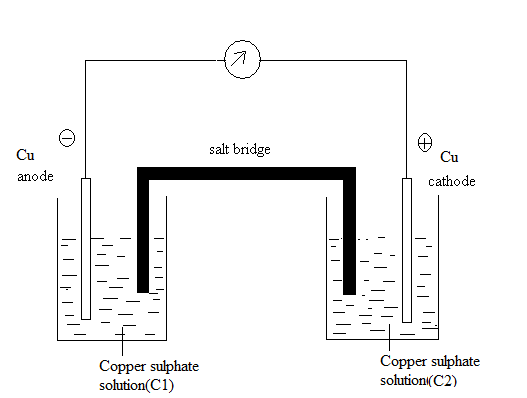 salt bridge
−
Cu
anode
+
Cu
cathode
Copper sulphate
solution(C1)
Copper sulphate
solution(C2)